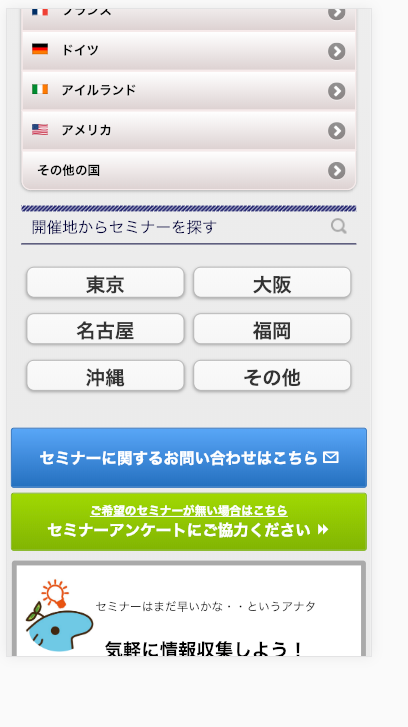 フランス
ドイツ
アイルランド
アメリカ
その他の国
開催地からセミナーを探す
東京
大阪
名古屋
福岡
沖縄
その他
セミナーに関するお問い合わせはこちら
ご希望のセミナーが無い場合はこちら
セミナーアンケートにご協力ください
セミナーはまだ早いかな・・というアナタ
気軽に情報収集しよう！